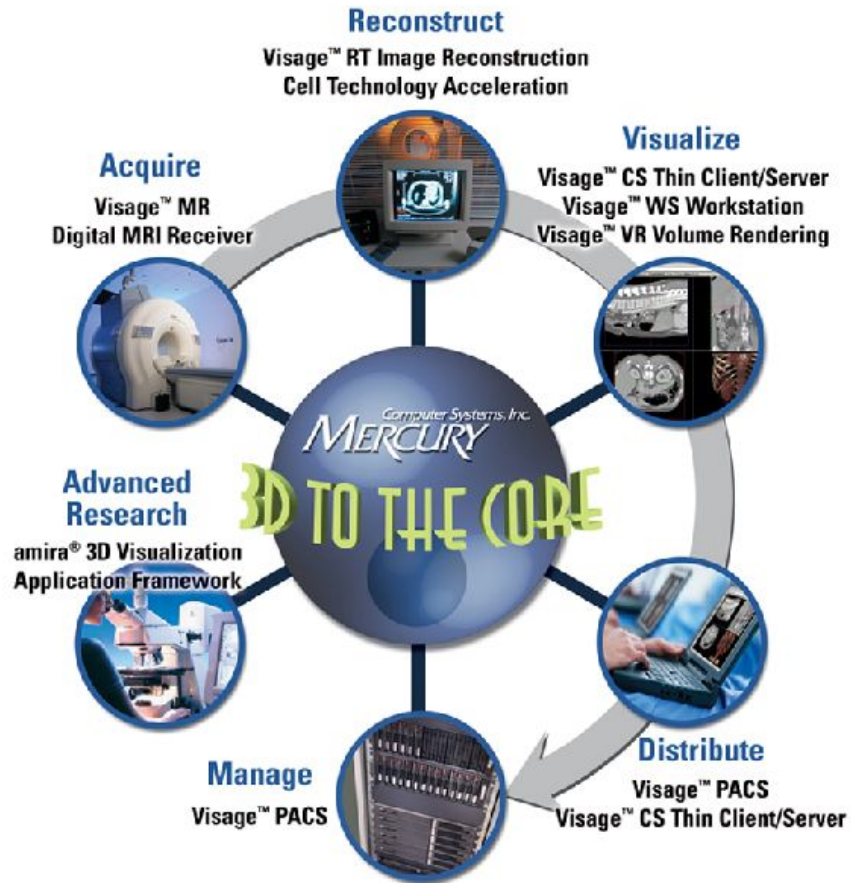 Reconstruct
Visage™ RT Image Reconstruction
Cell Technology Acceleration
Visualize
Visage™ CS Thin Client/Server
Visage™ WS Workstation
Visage™ VR Volume Rendering
Acquire
Visage™ MR
Digital MRI Receiver
Computer Systems, Inc.
MERCURY
3D TO THE CORE
Advanced
Research
amira® 3D Visualization
Application Framework
Distribute
Visage™ PACS
Visage™ CS Thin Client/Server
Manage
Visage™ PACS